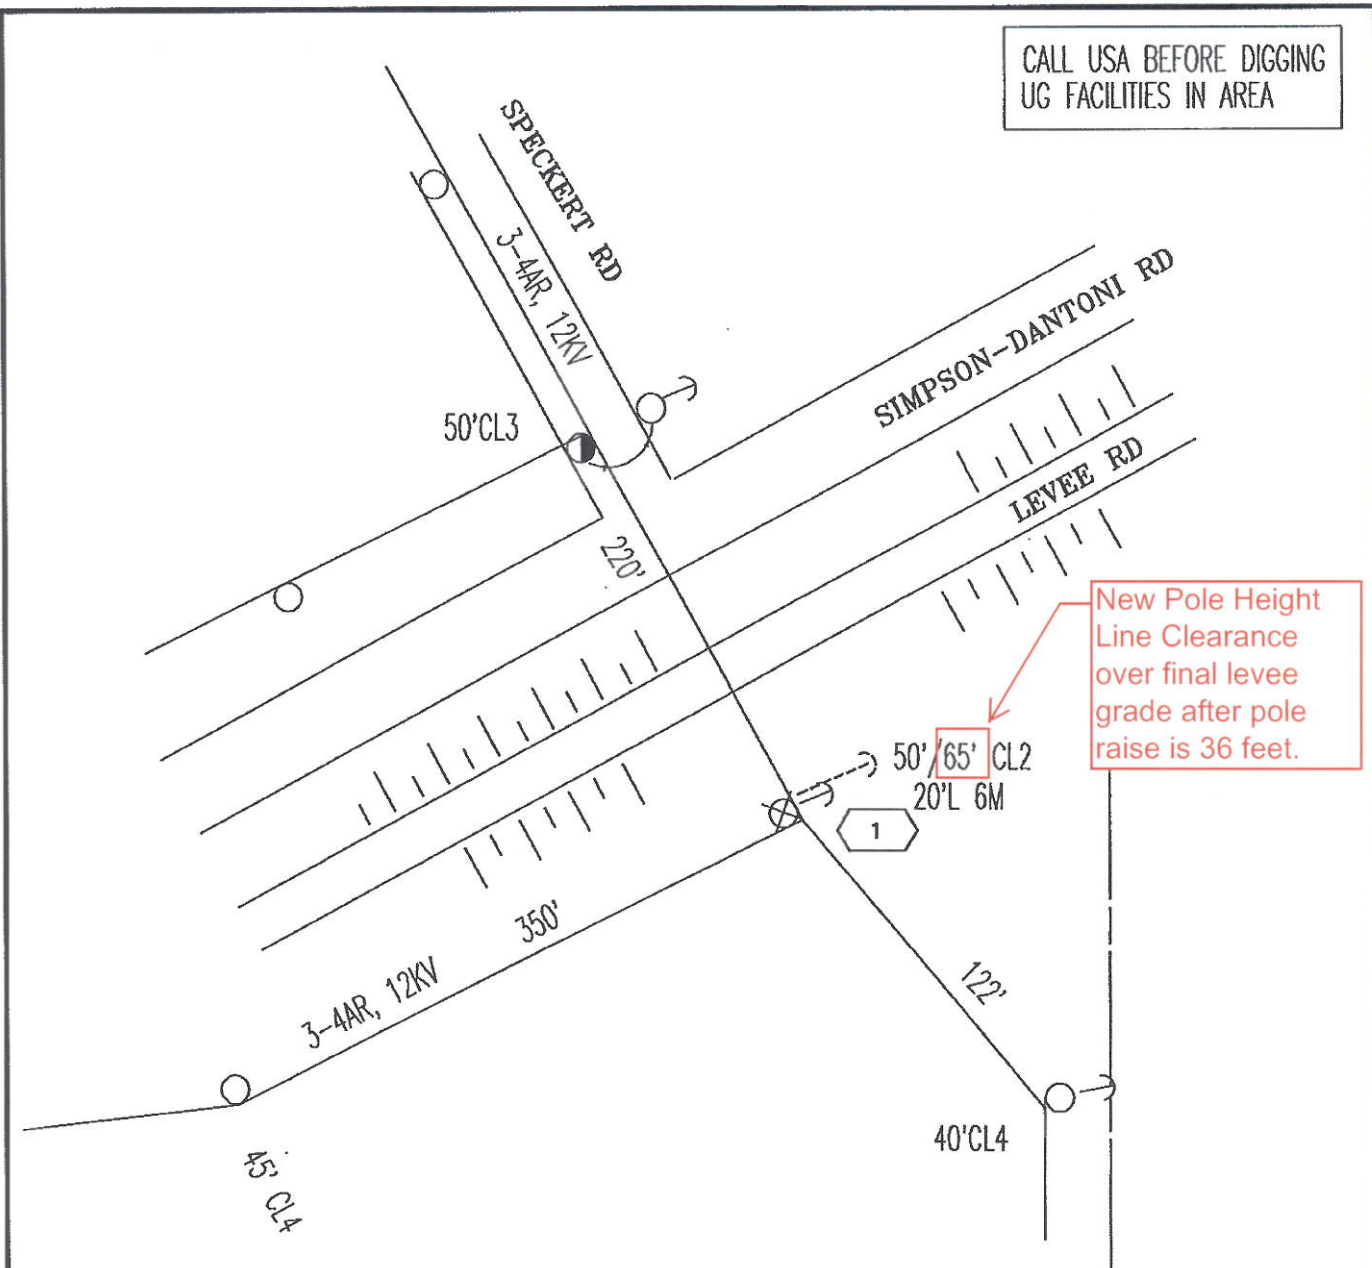 CALL USA BEFORE DIGGING
UG FACILITIES IN AREA
SPECKERT RD
3-4AR, 12KV
SIMPSON-DANTONI RD
50'CL3
LEVEE RD
220'
New Pole Height
Line Clearance
over final levee
grade after pole
raise is 36 feet.
50'/65' CL2
20'L 6M
1
350'
3-4AR, 12KV
122'
40'CL4
45' CL4